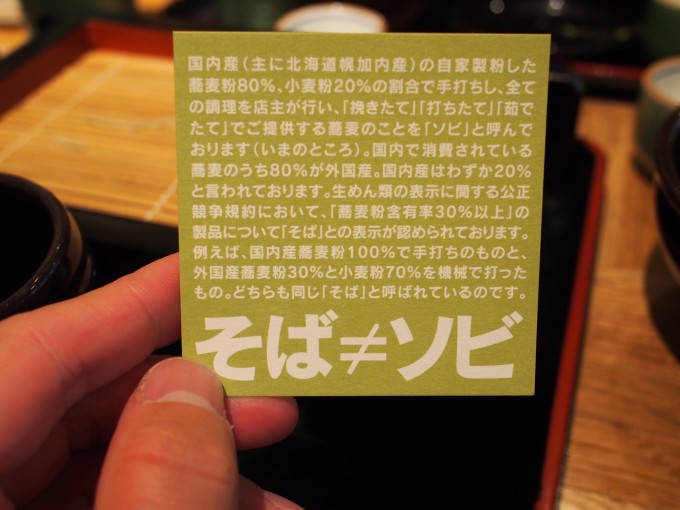 国内産（主に北海道幌加内産）の自家製粉した
蕎麦粉80%、小麦粉20%の割合で手打ちし、全て
の調理を店主が行い、「挽きたて」「打ちたて」「茹で
たて」でご提供する蕎麦のことを「ソビ」と呼んで
おります（いまのところ）。国内で消費されている
蕎麦のうち80%が外国産。国内産はわずか20%
と言われております。生めん類の表示に関する公正
競争規約において、「蕎麦粉含有率30%以上」の
製品について「そば」との表示が認められております。
例えば、国内産蕎麦粉100%で手打ちのものと、
外国産蕎麦粉30%と小麦粉70%を機械で打った
もの。どちらも同じ「そば」と呼ばれているのです。
そば≠ソビ